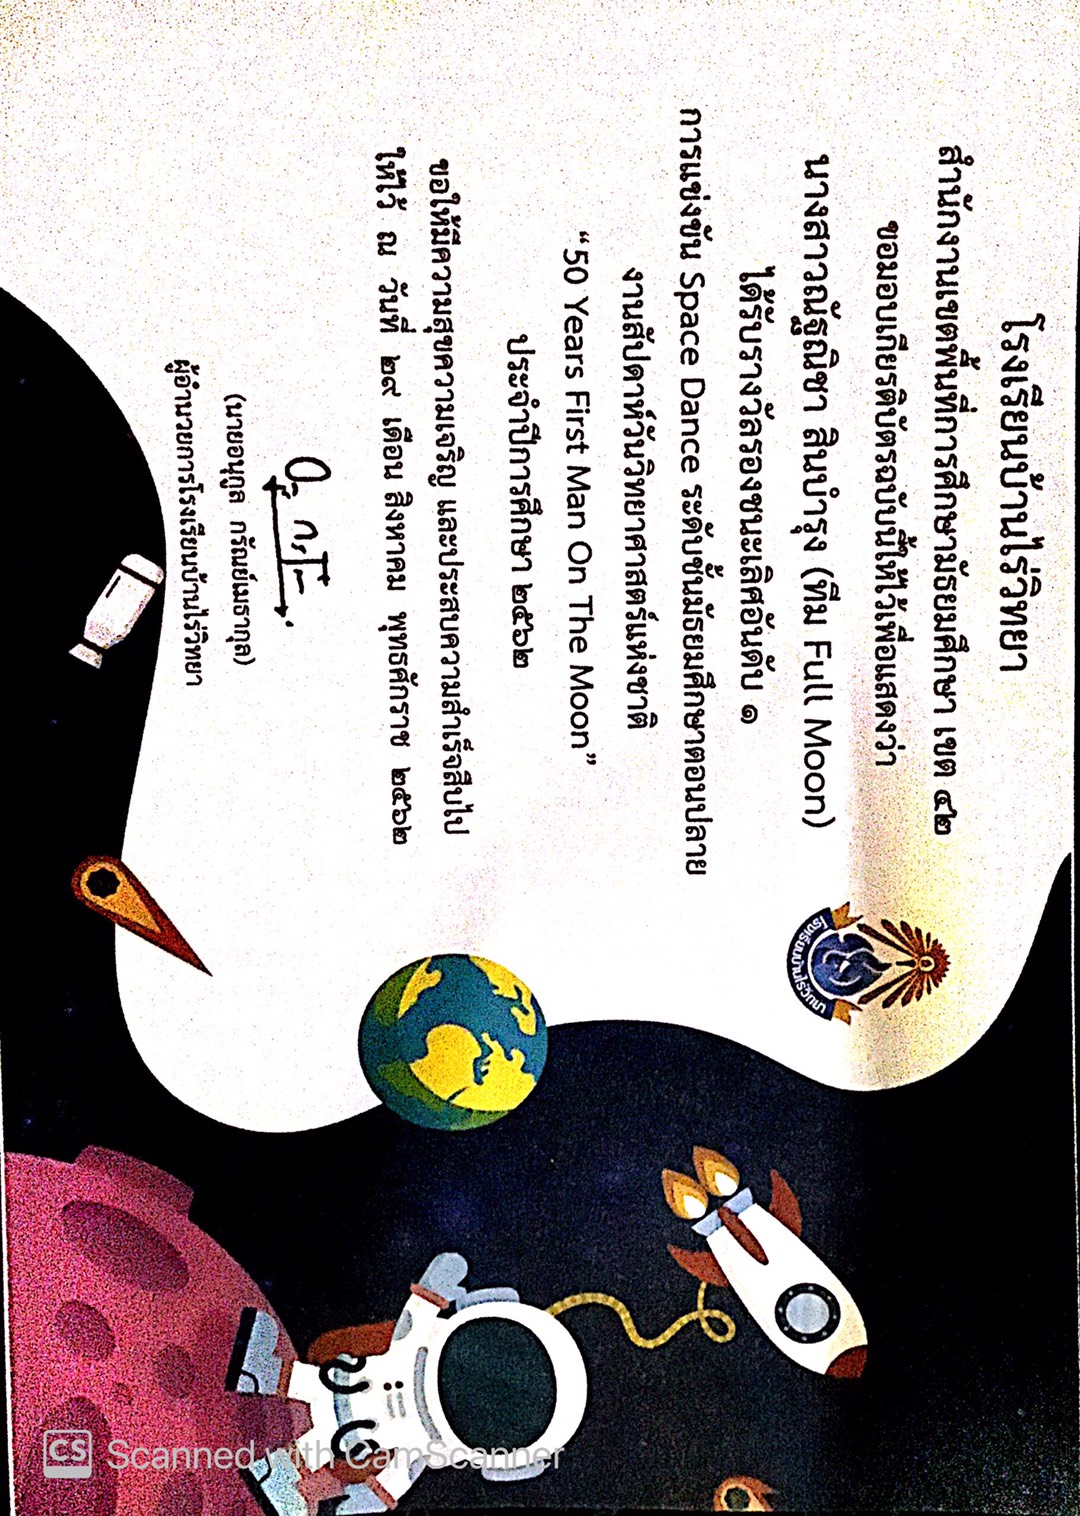 โรงเรียนบ้านไร่วิทยา
สำนักงานเขตพื้นที่การศึกษามัธยมศึกษา เขต ๔๒
ขอมอบเกียรติบัตรฉบับนี้ให้ไว้เพื่อแสดงว่า
นางสาวณัฐณิชา สินบำรุง (ทีม Full Moon)
ได้รับรางวัลรองชนะเลิศอันดับ ๑
การแข่งขัน Space Dance ระดับชั้นมัธยมศึกษาตอนปลาย
งานสัปดาห์วันวิทยาศาสตร์แห่งชาติ
“50 Years First Man On The Moon”
ประจำปีการศึกษา ๒๕๖๒
ขอให้มีความสุขความเจริญ และประสบความสำเร็จสืบไป
ให้ไว้ ณ วันที่ ๒๙ เดือน สิงหาคม พุทธศักราช ๒๕๖๒
(นายอนุกูล กรัณย์เมธากุล)
ผู้อำนวยการโรงเรียนบ้านไร่วิทยา
โรงเรียนบ้านไร่วิทยา
CS Scanned with CamScanner